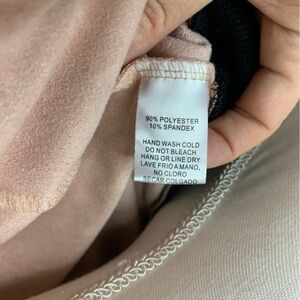 90% POLYESTER
10% SPANDEX
HAND WASH COLD
DO NOT BLEACH
HANG OR LINE DRY
LAVE FRIO A MANO,
NO CLORO
SECAR COLGADO